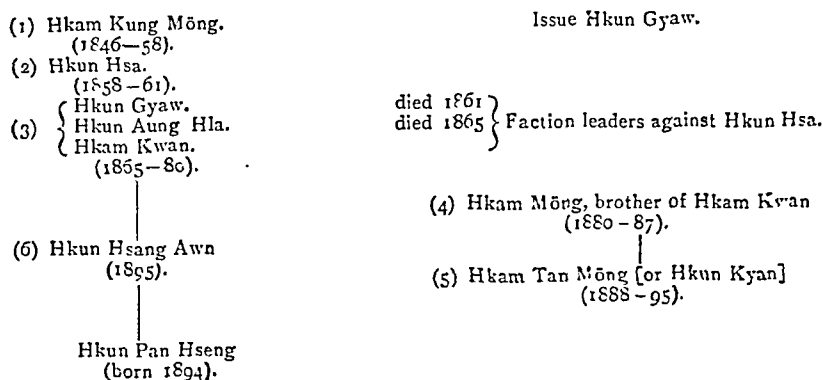 (1) Hkam Kung Möng. Issue Hkun Gyaw.
(1846—58).
(2) Hkun Hsa.
(1858–61).
Hkun Gyaw. died 1861
(3) Hkun Aung Hla. died 1865 Faction leaders against Hkun Hsa.
Hkam Kwan.
(1865–80).
(4) Hkam Möng, brother of Hkam Kwan
(1880–87).
(6) Hkun Hsang Awn
(1895).
(5) Hkam Tan Möng [or Hkun Kyan]
(1888–95).
Hkun Pan Hseng
(born 1894).